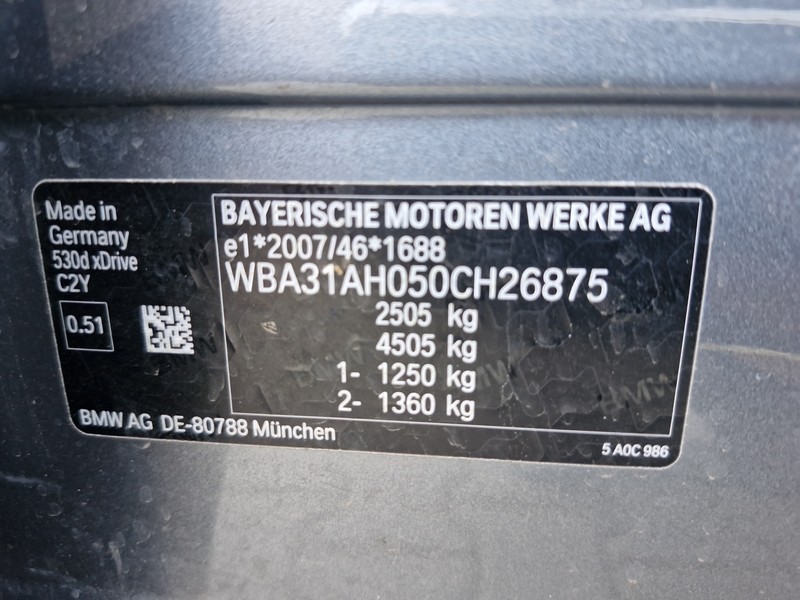 Made in
Germany
530d xDrive
C2Y
0.51
BAYERISCHE MOTOREN WERKE AG
e1*2007/46*1688
WBA31AH050CH26875
2505 kg
4505 kg
1- 1250 kg
2- 1360 kg
BMW AG DE-80788 München
5 A0C 986